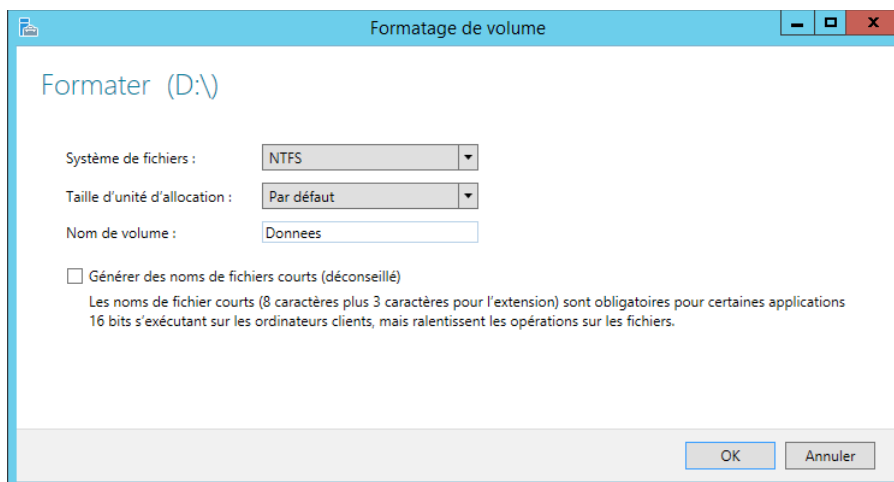 Formatage de volume
Formater (D:\)
Système de fichiers :
NTFS
Taille d'unité d'allocation :
Par défaut
Nom de volume :
Donnees
Générer des noms de fichiers courts (déconseillé)
Les noms de fichier courts (8 caractères plus 3 caractères pour l'extension) sont obligatoires pour certaines applications
16 bits s'exécutant sur les ordinateurs clients, mais ralentissent les opérations sur les fichiers.
OK
Annuler